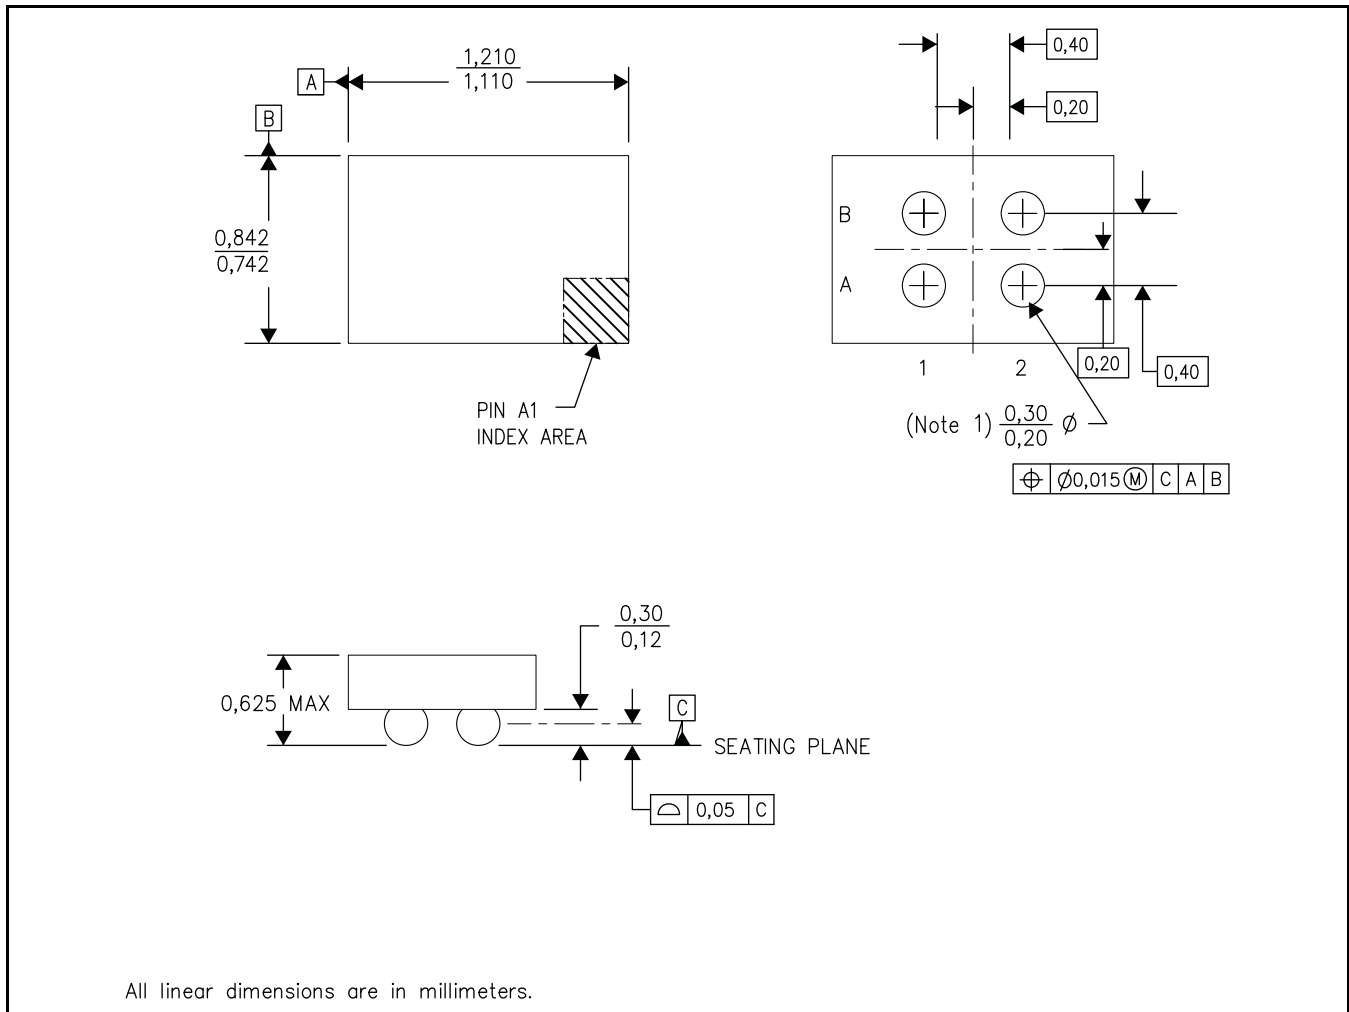 1,210
1,110
A
B
0,842
0,742
PIN A1
INDEX AREA
0,40
0,20
B
A
1
2
0,20
0,40
(Note 1) 0,30
0,20 Ø
⌖ Ø0,015 Ⓜ C A B
0,30
0,12
0,625 MAX
C
SEATING PLANE
⌓ 0,05 C
All linear dimensions are in millimeters.